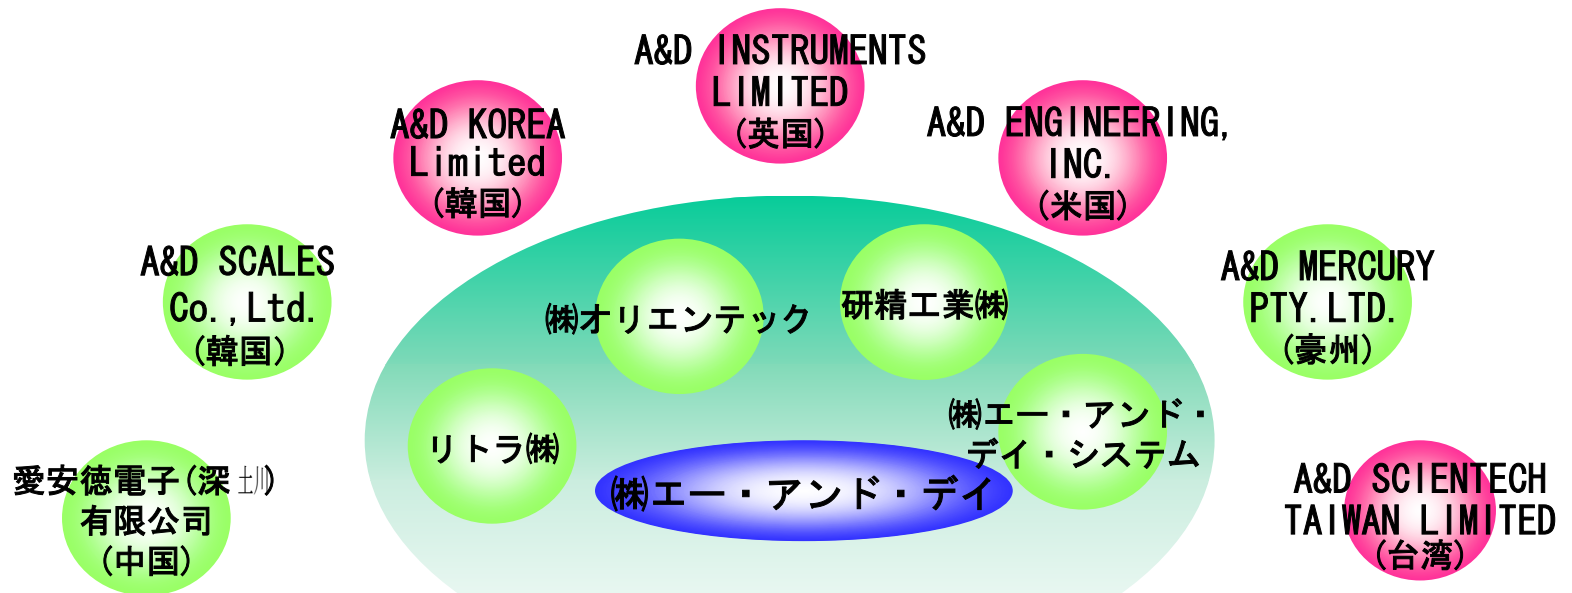 A&D INSTRUMENTS
LIMITED
(英国)
A&D KOREA
Limited
(韓国)
A&D ENGINEERING,
INC.
(米国)
A&D SCALES
Co.,Ltd.
(韓国)
A&D MERCURY
PTY.LTD.
(豪州)
㈱オリエンテック
研精工業㈱
リトラ㈱
㈱エー・アンド・
デイ・システム
㈱エー・アンド・デイ
愛安徳電子(深土川)
有限公司
(中国)
A&D SCIENTECH
TAIWAN LIMITED
(台湾)